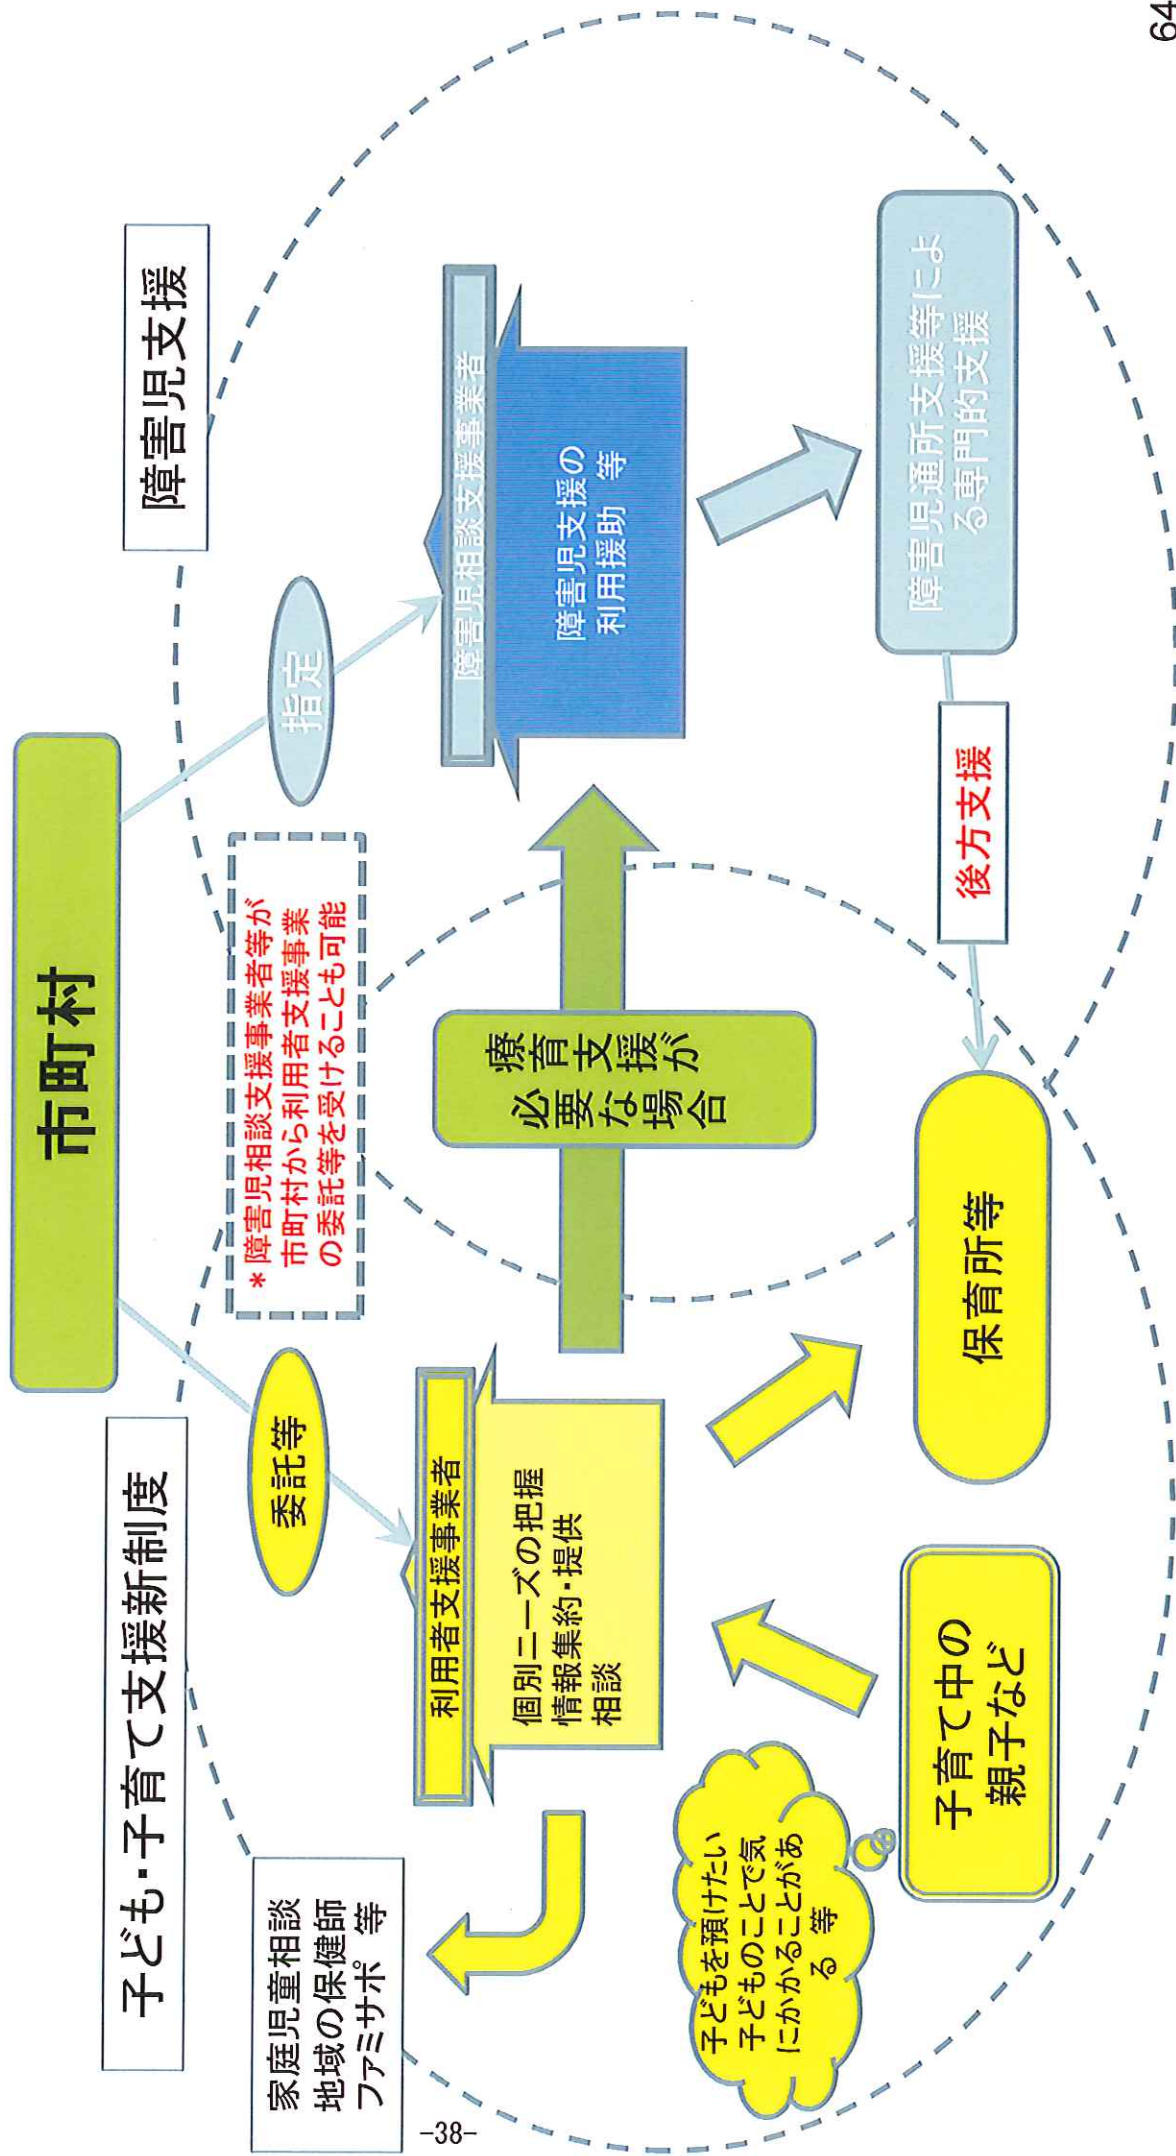 市町村
子ども・子育て支援新制度
障害児支援
委託等
指定
*障害児相談支援事業者等が
市町村から利用者支援事業
の委託等を受けることも可能
家庭児童相談
地域の保健師
ファミサポ 等
利用者支援事業者
個別ニーズの把握
情報集約・提供
相談
療育支援が
必要な場合
障害児相談支援事業者
障害児支援の
利用援助 等
子どもを預けたい
子どものことで気
にかかることがあ
る 等
子育て中の
親子など
保育所等
後方支援
障害児通所支援等によ
る専門的支援
-38-
64